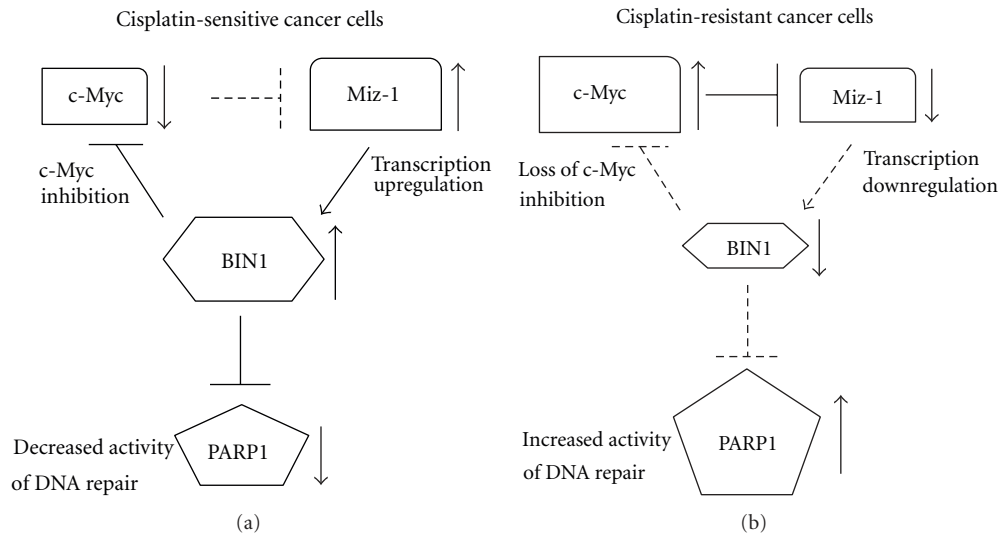 Cisplatin-sensitive cancer cells
c-Myc
Miz-1
c-Myc
inhibition
Transcription
upregulation
BIN1
PARP1
Decreased activity
of DNA repair
(a)
Cisplatin-resistant cancer cells
c-Myc
Miz-1
Loss of c-Myc
inhibition
Transcription
downregulation
BIN1
PARP1
Increased activity
of DNA repair
(b)